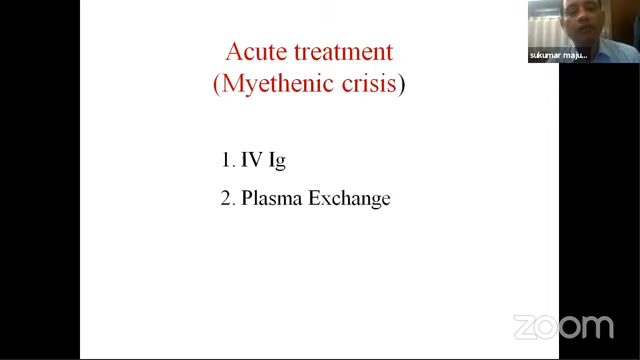 sukumar maju...
Acute treatment
(Myethenic crisis)
1. IV Ig
2. Plasma Exchange
zoom